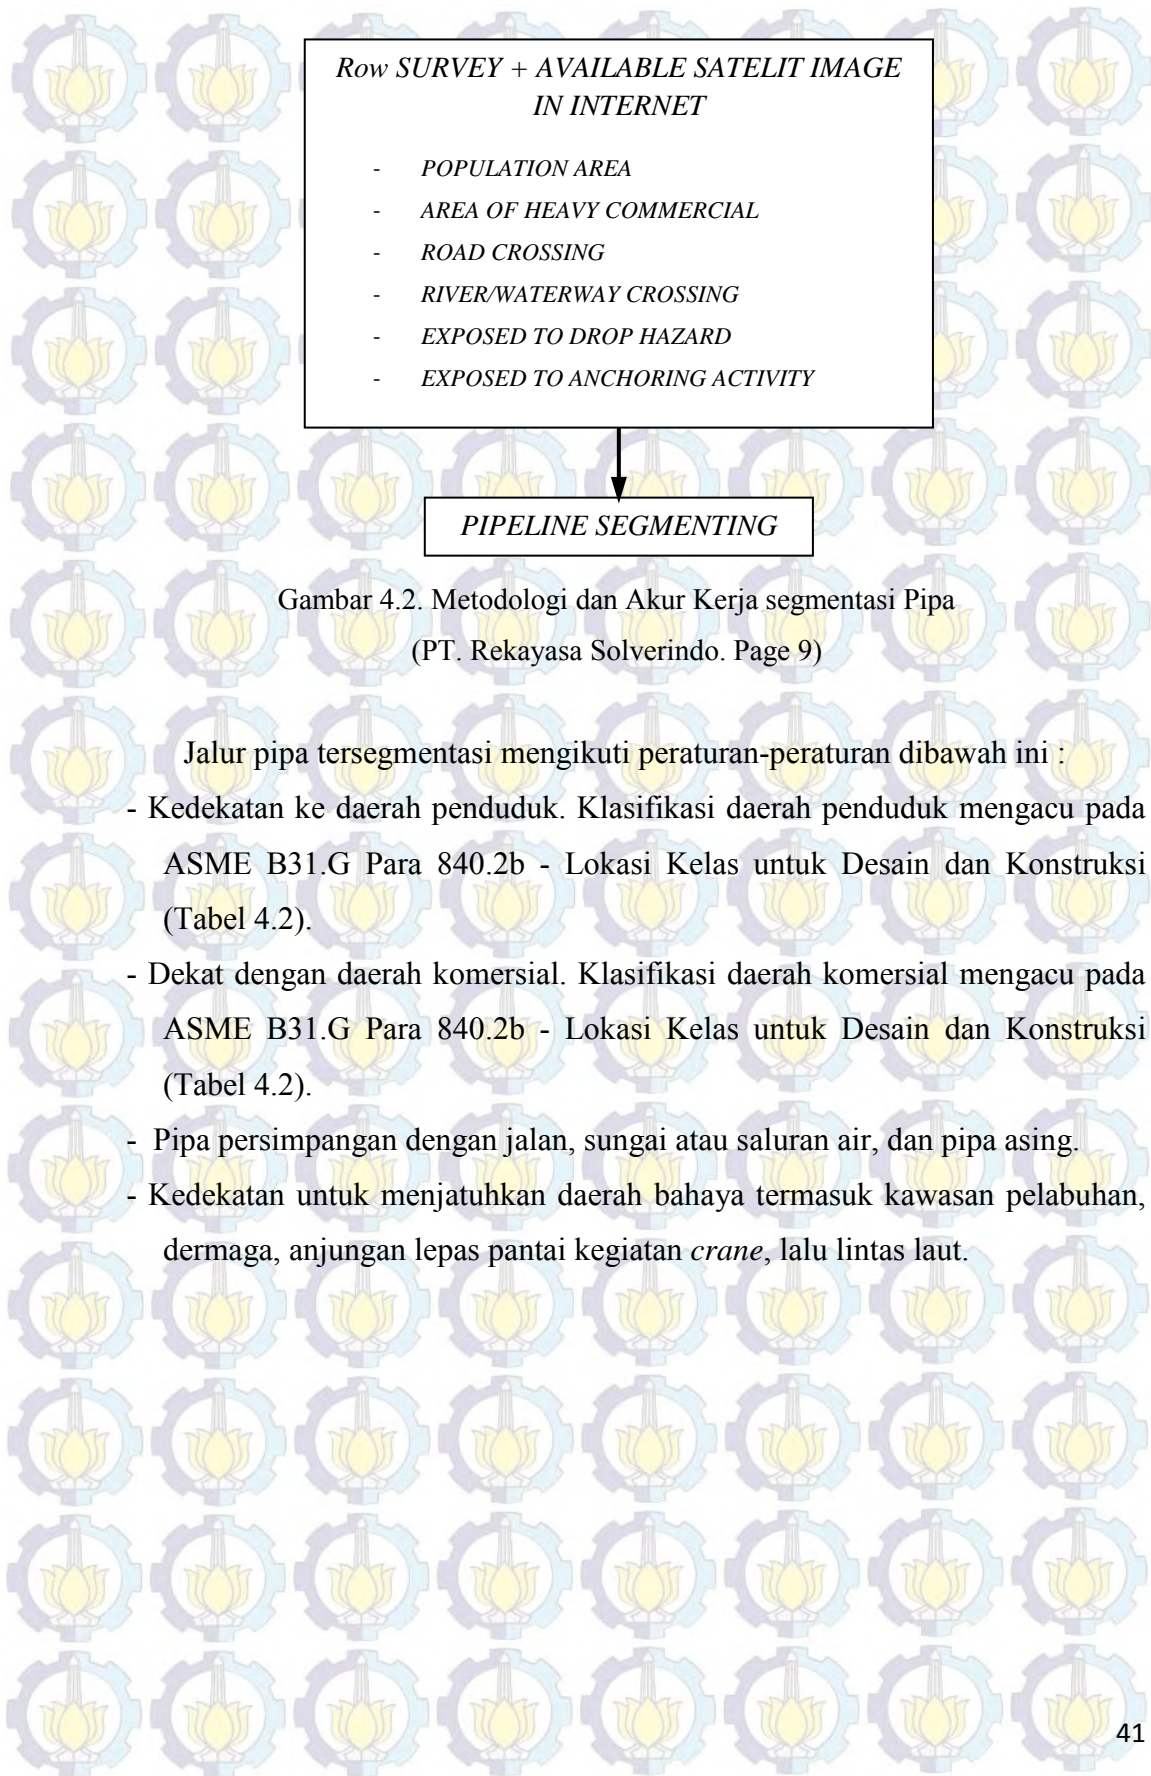 Row SURVEY + AVAILABLE SATELIT IMAGE
IN INTERNET
- POPULATION AREA
- AREA OF HEAVY COMMERCIAL
- ROAD CROSSING
- RIVER/WATERWAY CROSSING
- EXPOSED TO DROP HAZARD
- EXPOSED TO ANCHORING ACTIVITY
PIPELINE SEGMENTING
Gambar 4.2. Metodologi dan Akur Kerja segmentasi Pipa
(PT. Rekayasa Solverindo. Page 9)
Jalur pipa tersegmentasi mengikuti peraturan-peraturan dibawah ini :
- Kedekatan ke daerah penduduk. Klasifikasi daerah penduduk mengacu pada
ASME B31.G Para 840.2b - Lokasi Kelas untuk Desain dan Konstruksi
(Tabel 4.2).
- Dekat dengan daerah komersial. Klasifikasi daerah komersial mengacu pada
ASME B31.G Para 840.2b - Lokasi Kelas untuk Desain dan Konstruksi
(Tabel 4.2).
- Pipa persimpangan dengan jalan, sungai atau saluran air, dan pipa asing.
- Kedekatan untuk menjatuhkan daerah bahaya termasuk kawasan pelabuhan,
dermaga, anjungan lepas pantai kegiatan crane, lalu lintas laut.
41